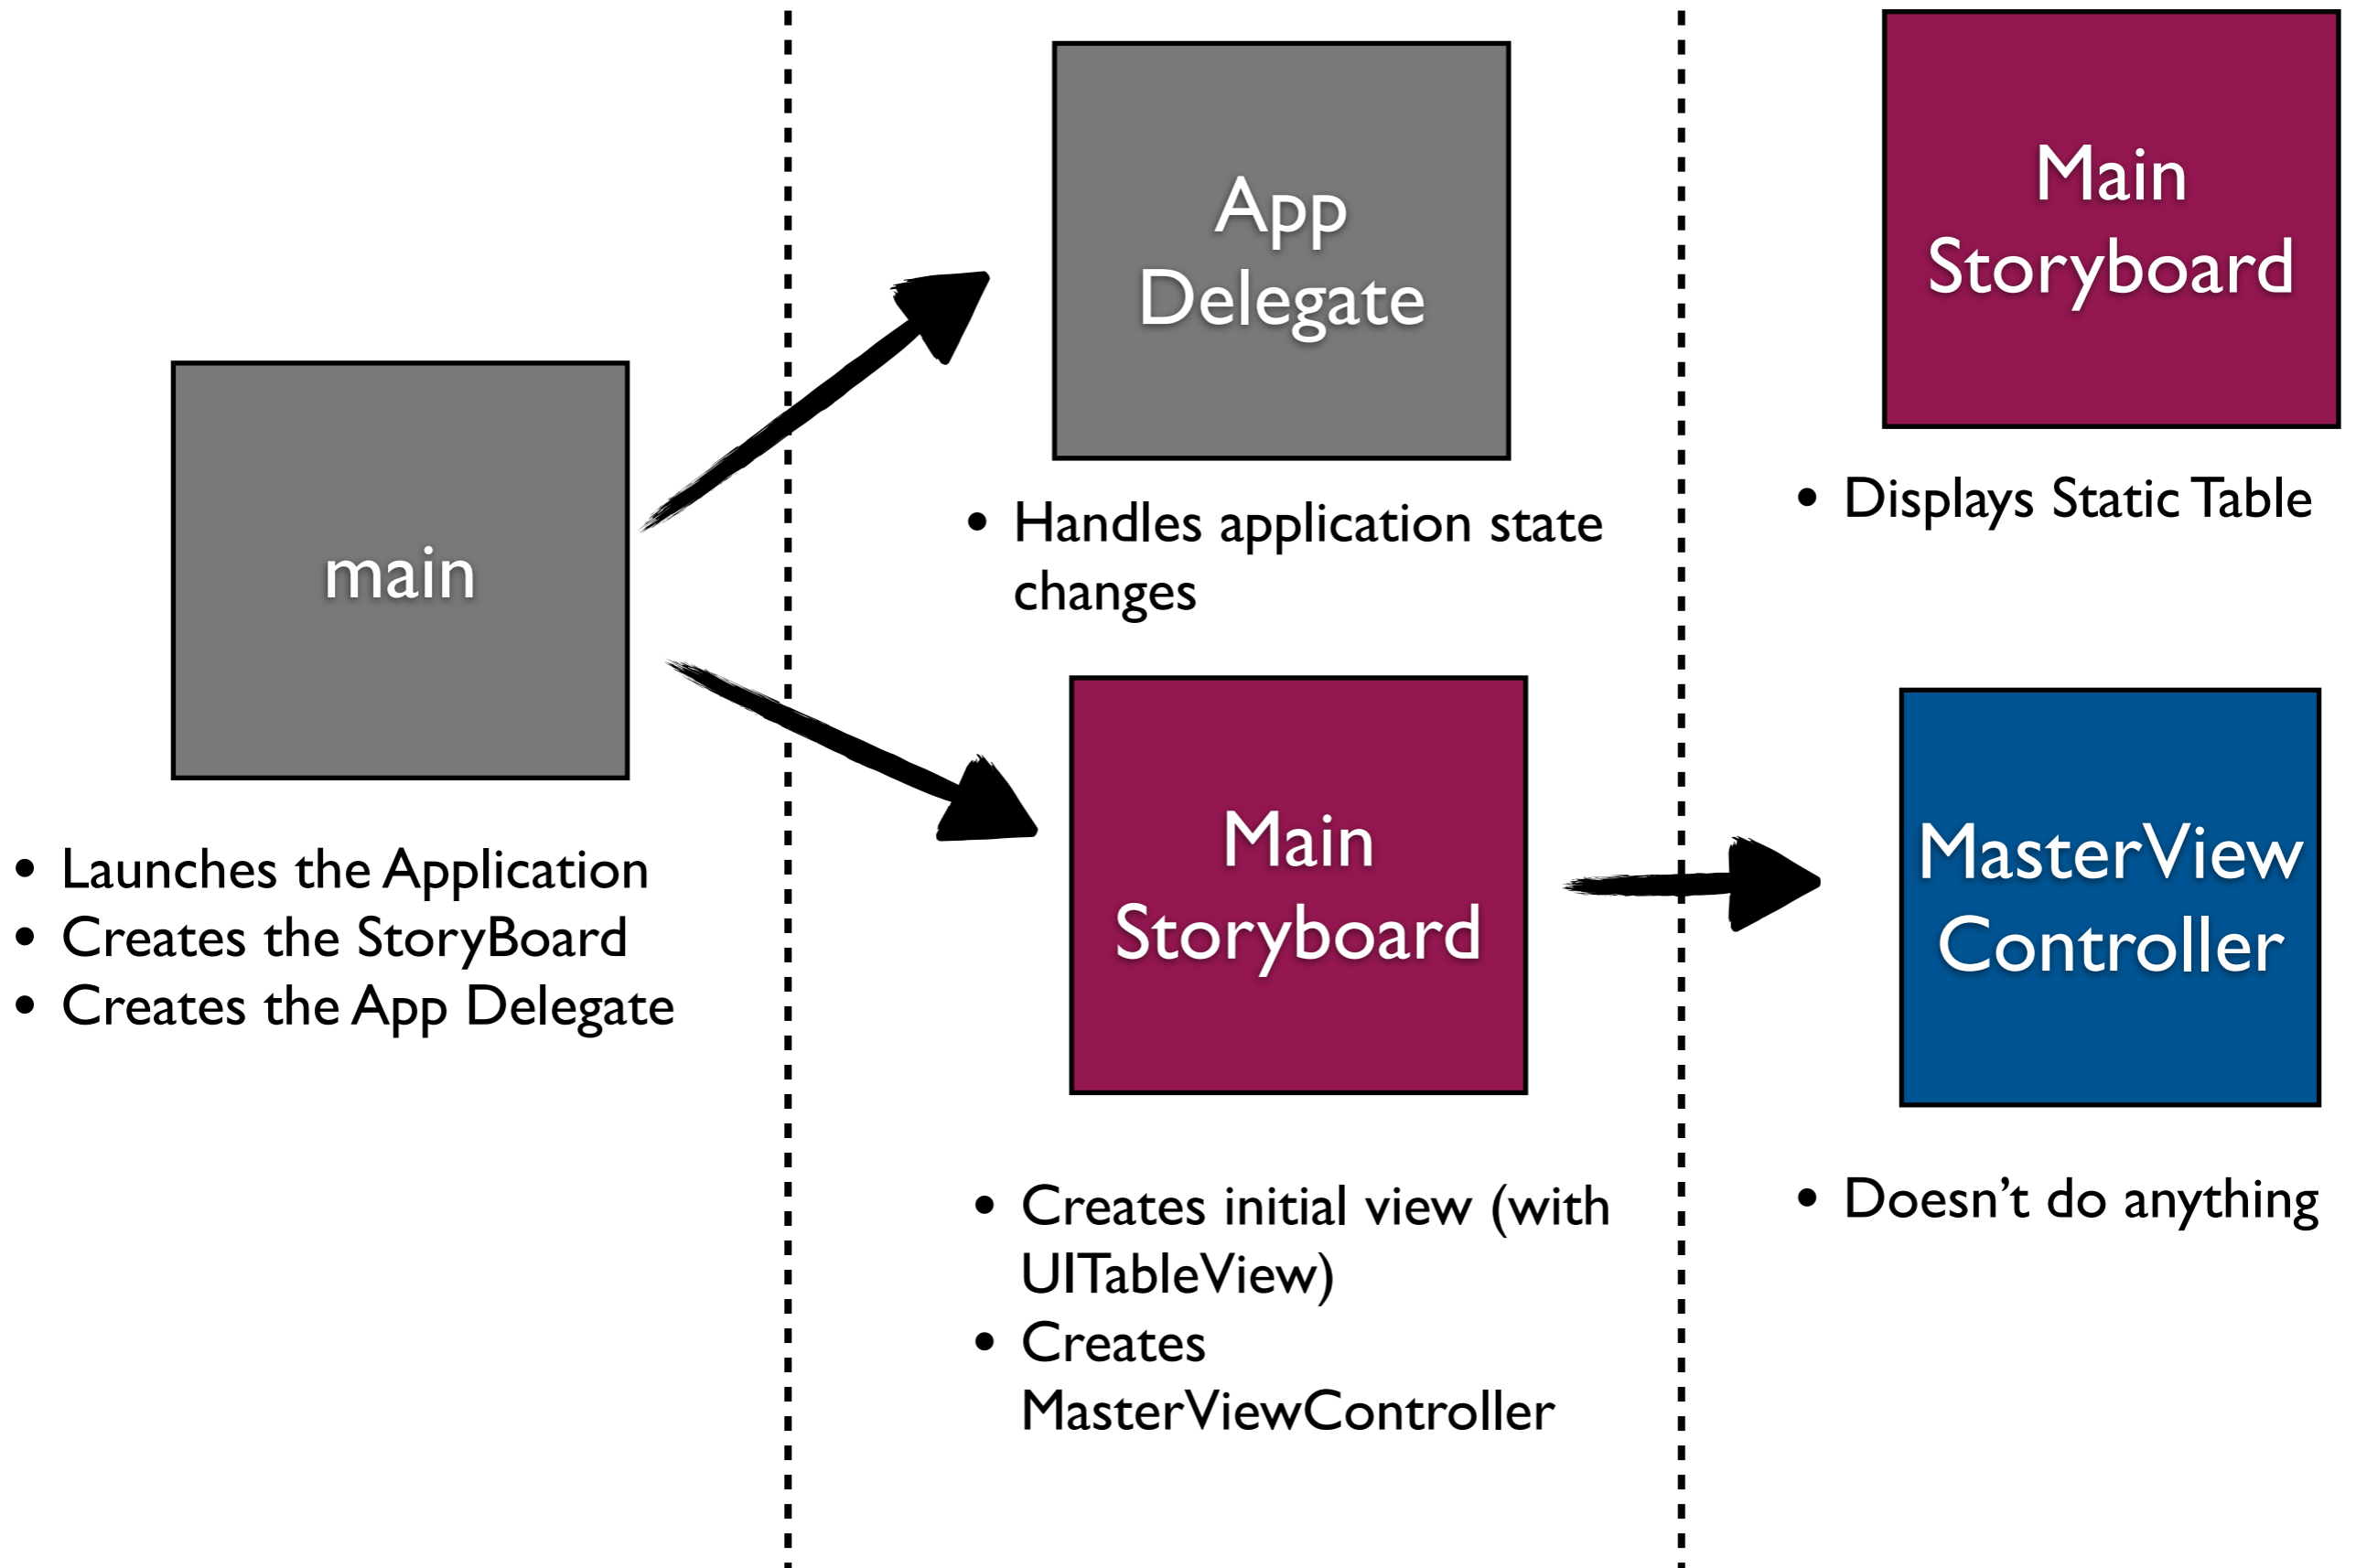 main
• Launches the Application
• Creates the StoryBoard
• Creates the App Delegate
App
Delegate
• Handles application state
changes
Main
Storyboard
• Creates initial view (with
UITableView)
• Creates
MasterViewController
Main
Storyboard
• Displays Static Table
MasterView
Controller
• Doesn’t do anything